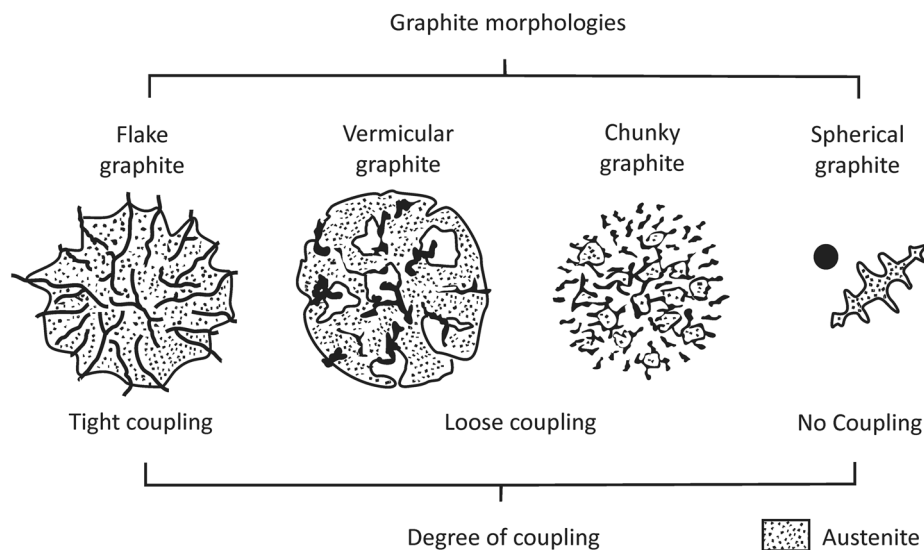 Graphite morphologies
Flake
graphite
Vermicular
graphite
Chunky
graphite
Spherical
graphite
Tight coupling
Loose coupling
No Coupling
Degree of coupling
Austenite